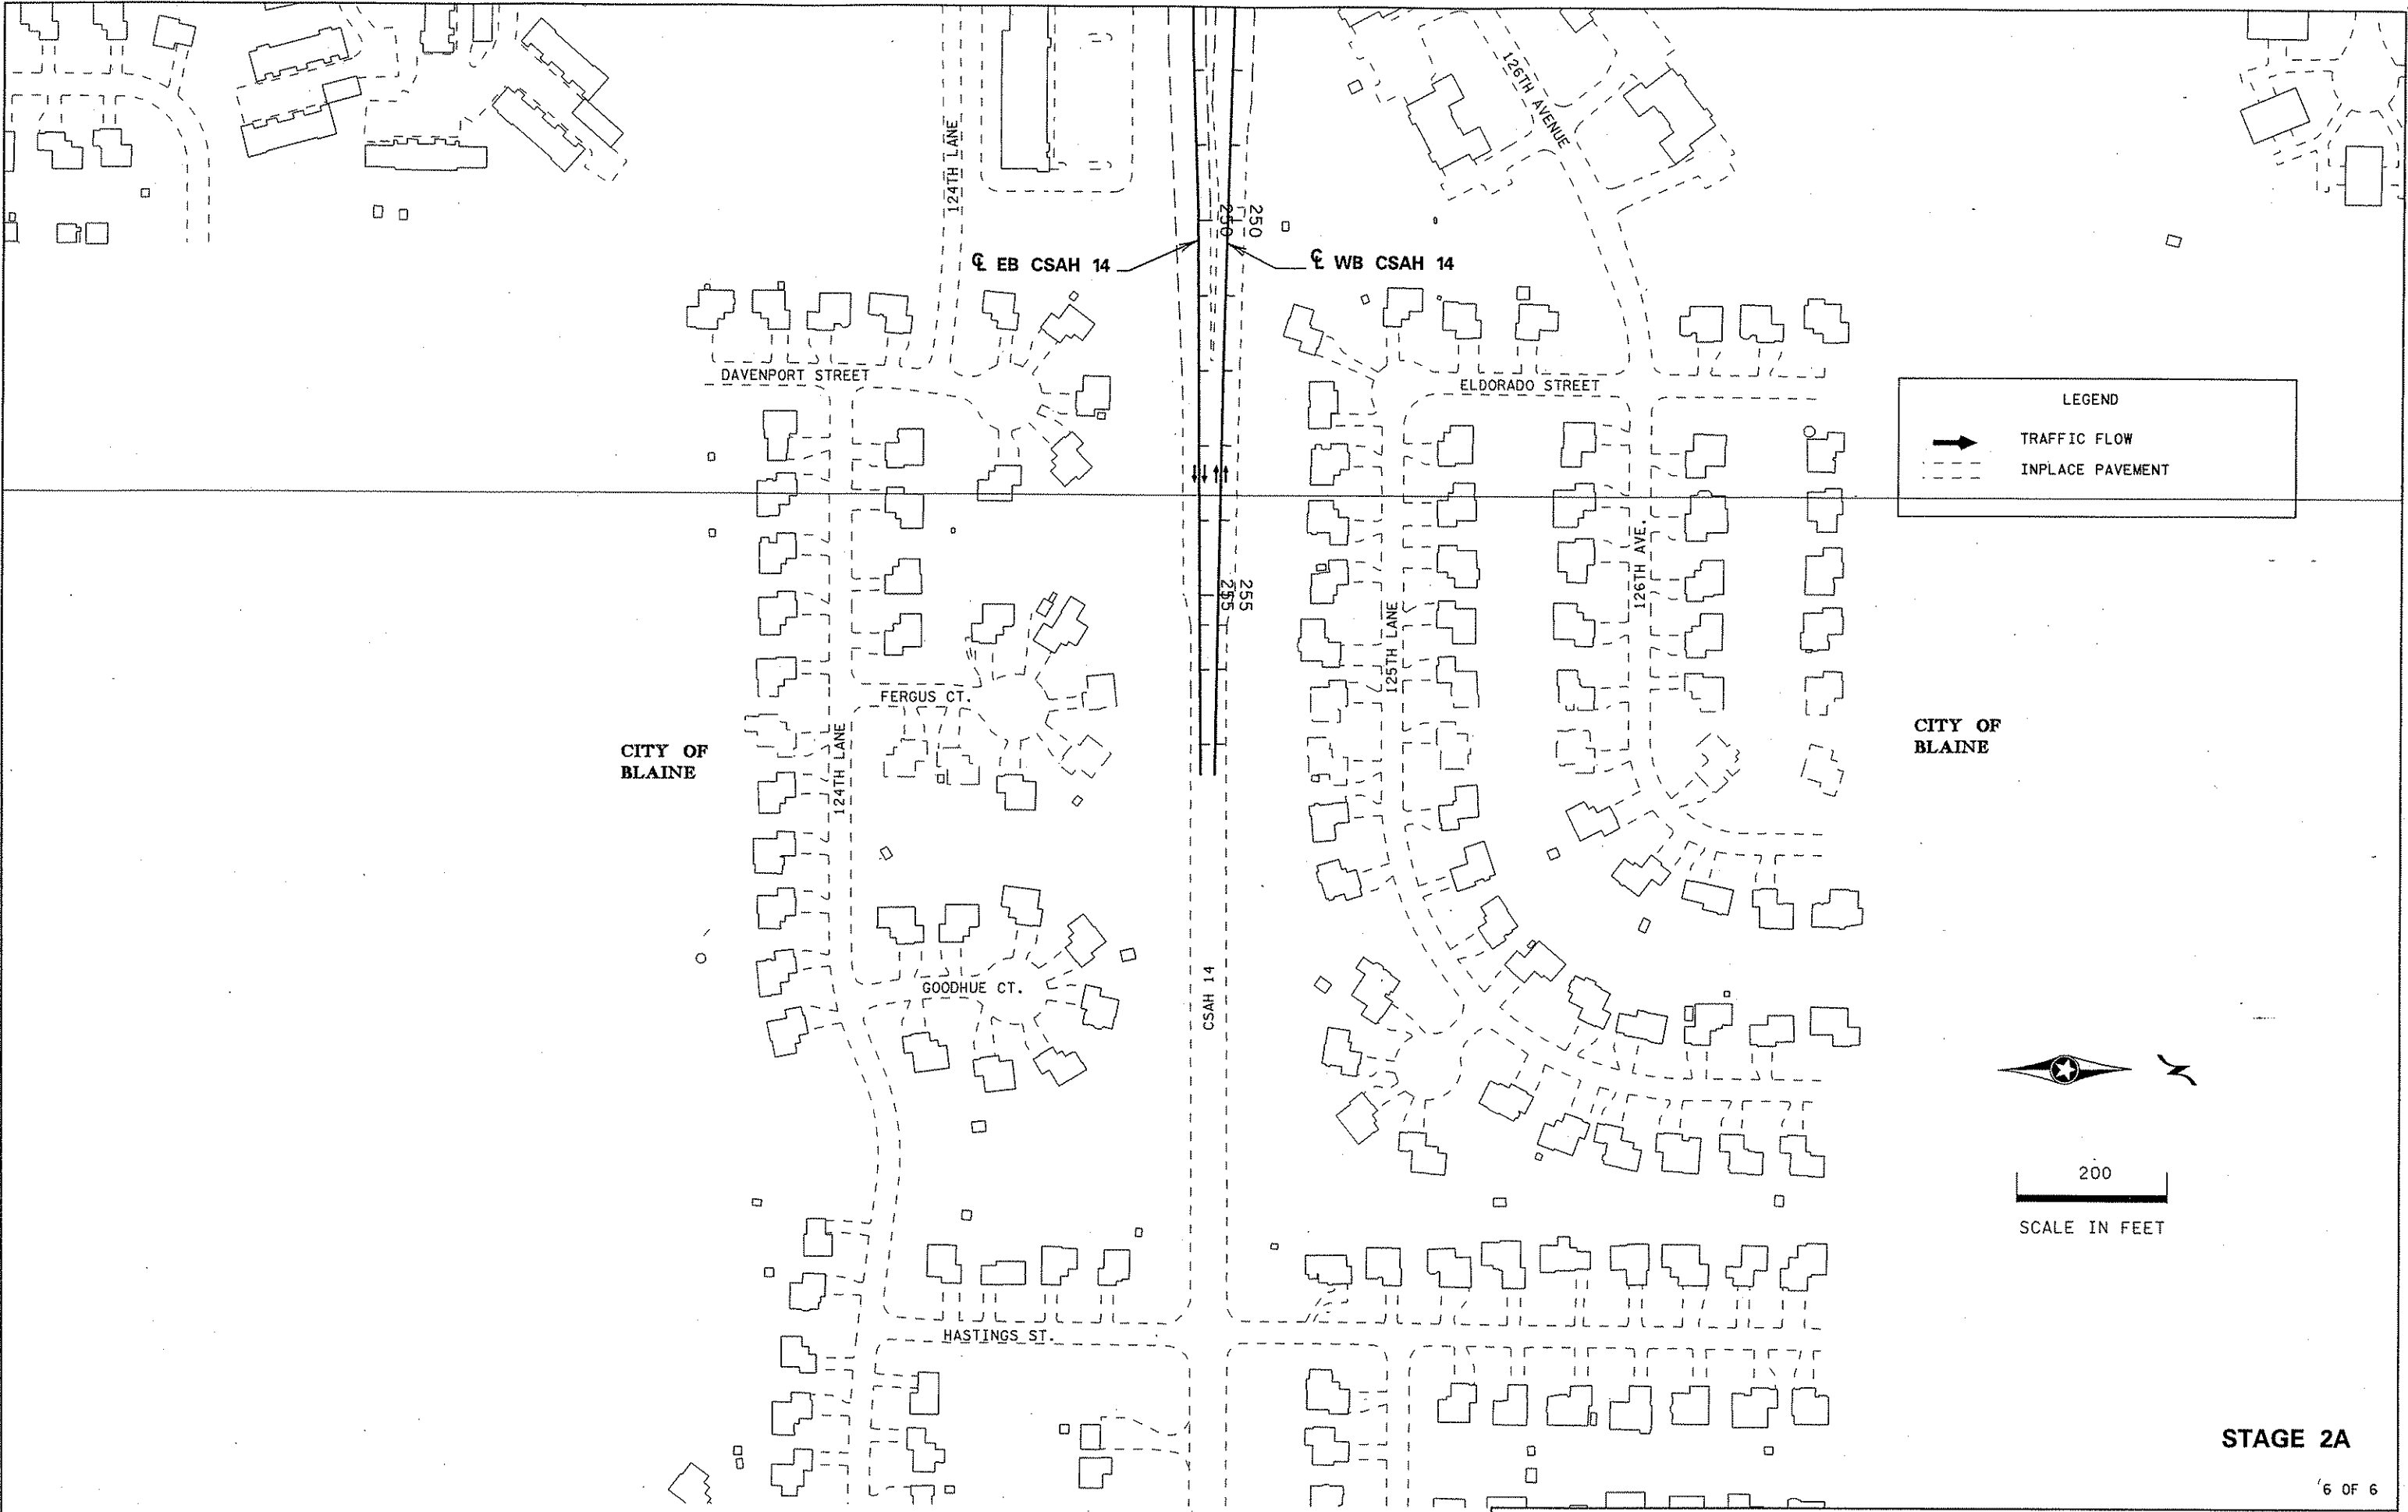 126TH AVENUE
124TH LANE
250
250
℄ EB CSAH 14
℄ WB CSAH 14
DAVENPORT STREET
ELDORADO STREET
LEGEND
TRAFFIC FLOW
INPLACE PAVEMENT
126TH AVE.
255
255
125TH LANE
FERGUS CT.
124TH LANE
CITY OF
BLAINE
CITY OF
BLAINE
GOODHUE CT.
CSAH 14
N
200
SCALE IN FEET
HASTINGS ST.
STAGE 2A
6 OF 6